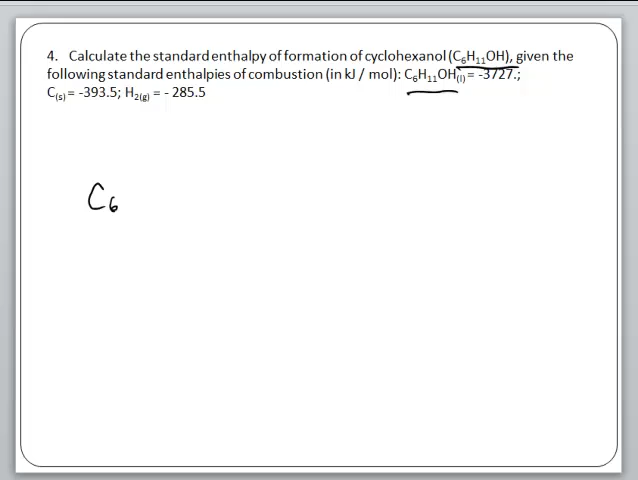 4. Calculate the standard enthalpy of formation of cyclohexanol (C₆H₁₁OH), given the
following standard enthalpies of combustion (in kJ / mol): C₆H₁₁OH₍ₗ₎ = -3727.;
C₍ₛ₎ = -393.5; H₂₍g₎ = - 285.5
C₆